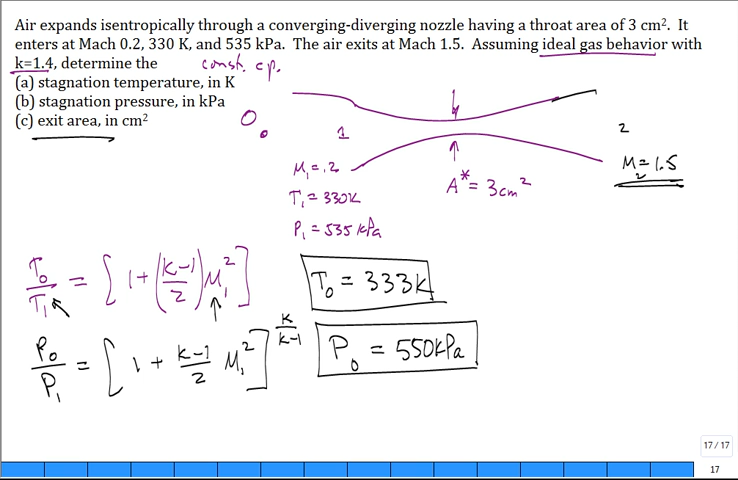 Air expands isentropically through a converging-diverging nozzle having a throat area of 3 cm². It
enters at Mach 0.2, 330 K, and 535 kPa. The air exits at Mach 1.5. Assuming ideal gas behavior with
k=1.4, determine the const. cp.
(a) stagnation temperature, in K
(b) stagnation pressure, in kPa
(c) exit area, in cm²
0
1
2
M₁=.2
T₁=330K
P₁=535 kPa
A*=3cm²
M₂=1.5
T₀/T₁ = [1+((k-1)/2)M₁²]
T₀ = 333K
P₀/P₁ = [1+ (k-1)/2 M₁²]^(k/(k-1))
P₀ = 550kPa
17/17
17